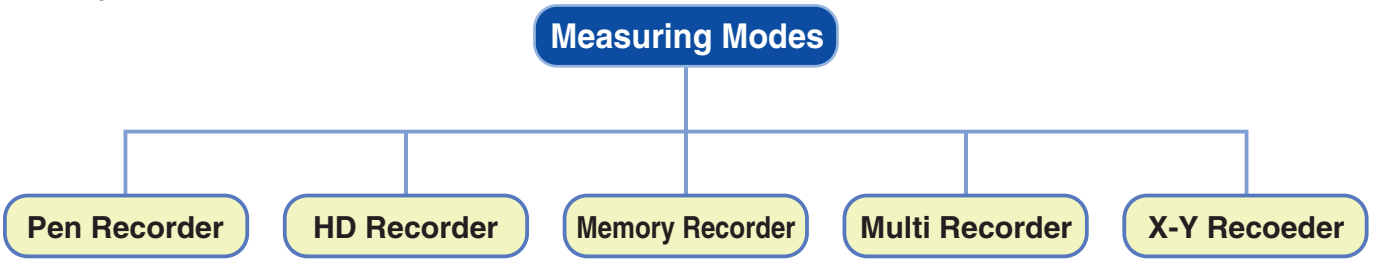 Measuring Modes
Pen Recorder
HD Recorder
Memory Recorder
Multi Recorder
X-Y Recoeder